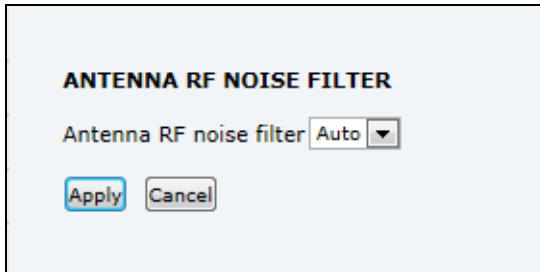 ANTENNA RF NOISE FILTER
Antenna RF noise filter Auto
Apply Cancel